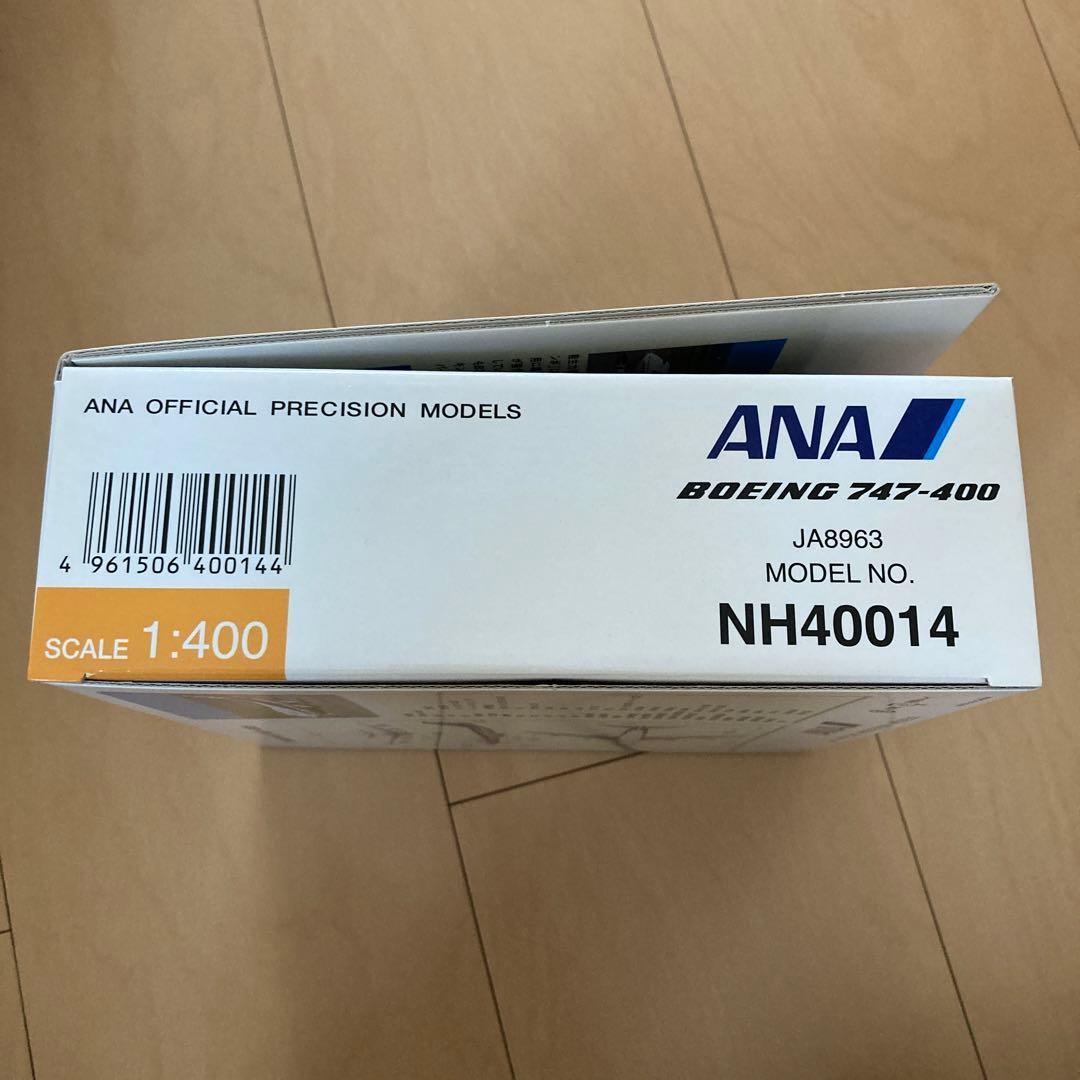 ANA OFFICIAL PRECISION MODELS
ANA
BOEING 747-400
JA8963
MODEL NO.
NH40014
4 961506 400144
SCALE 1:400